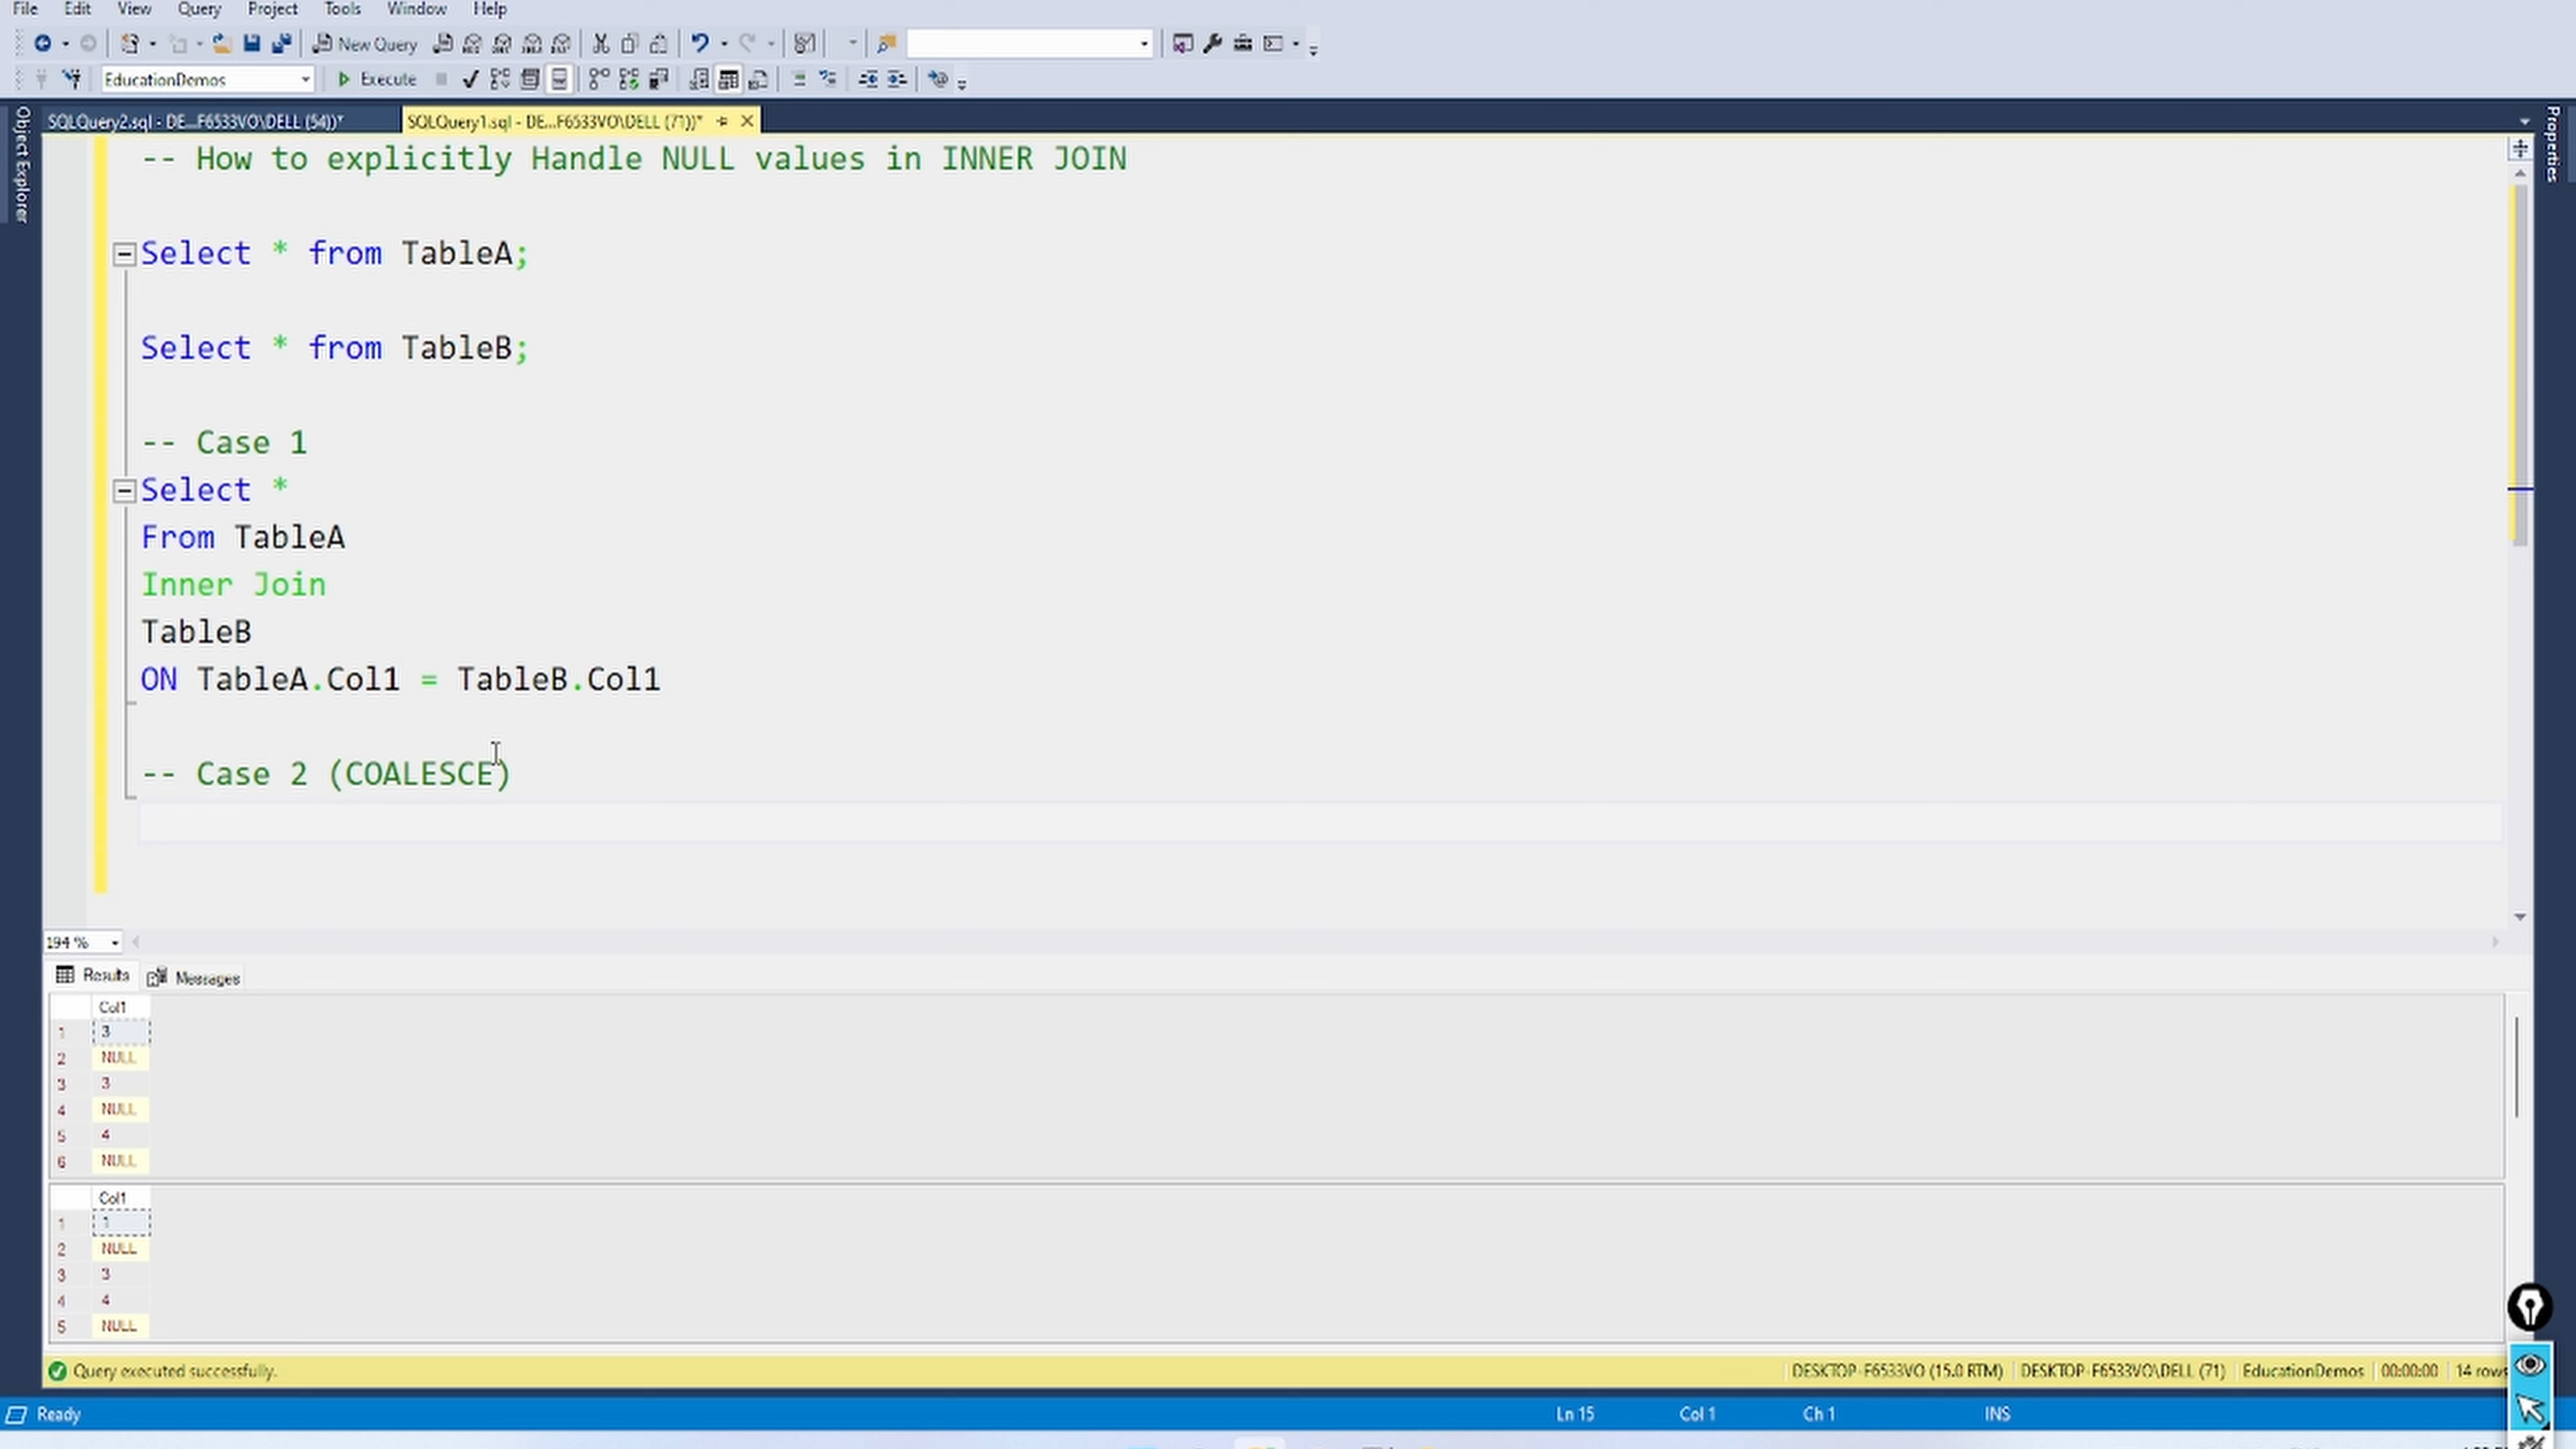 File Edit View Query Project Tools Window Help
New Query
EducationDemos Execute
SQLQuery2.sql - DE...F6533VO\DELL (54))* SQLQuery1.sql - DE...F6533VO\DELL (71))*
Object Explorer
Properties
-- How to explicitly Handle NULL values in INNER JOIN
Select * from TableA;
Select * from TableB;
-- Case 1
Select *
From TableA
Inner Join
TableB
ON TableA.Col1 = TableB.Col1
-- Case 2 (COALESCE)
194 %
Results Messages
Col1
1 3
2 NULL
3 3
4 NULL
5 4
6 NULL
Col1
1 1
2 NULL
3 3
4 4
5 NULL
Query executed successfully. DESKTOP-F6533VO (15.0 RTM) DESKTOP-F6533VO\DELL (71) EducationDemos 00:00:00 14 rows
Ready Ln 15 Col 1 Ch 1 INS